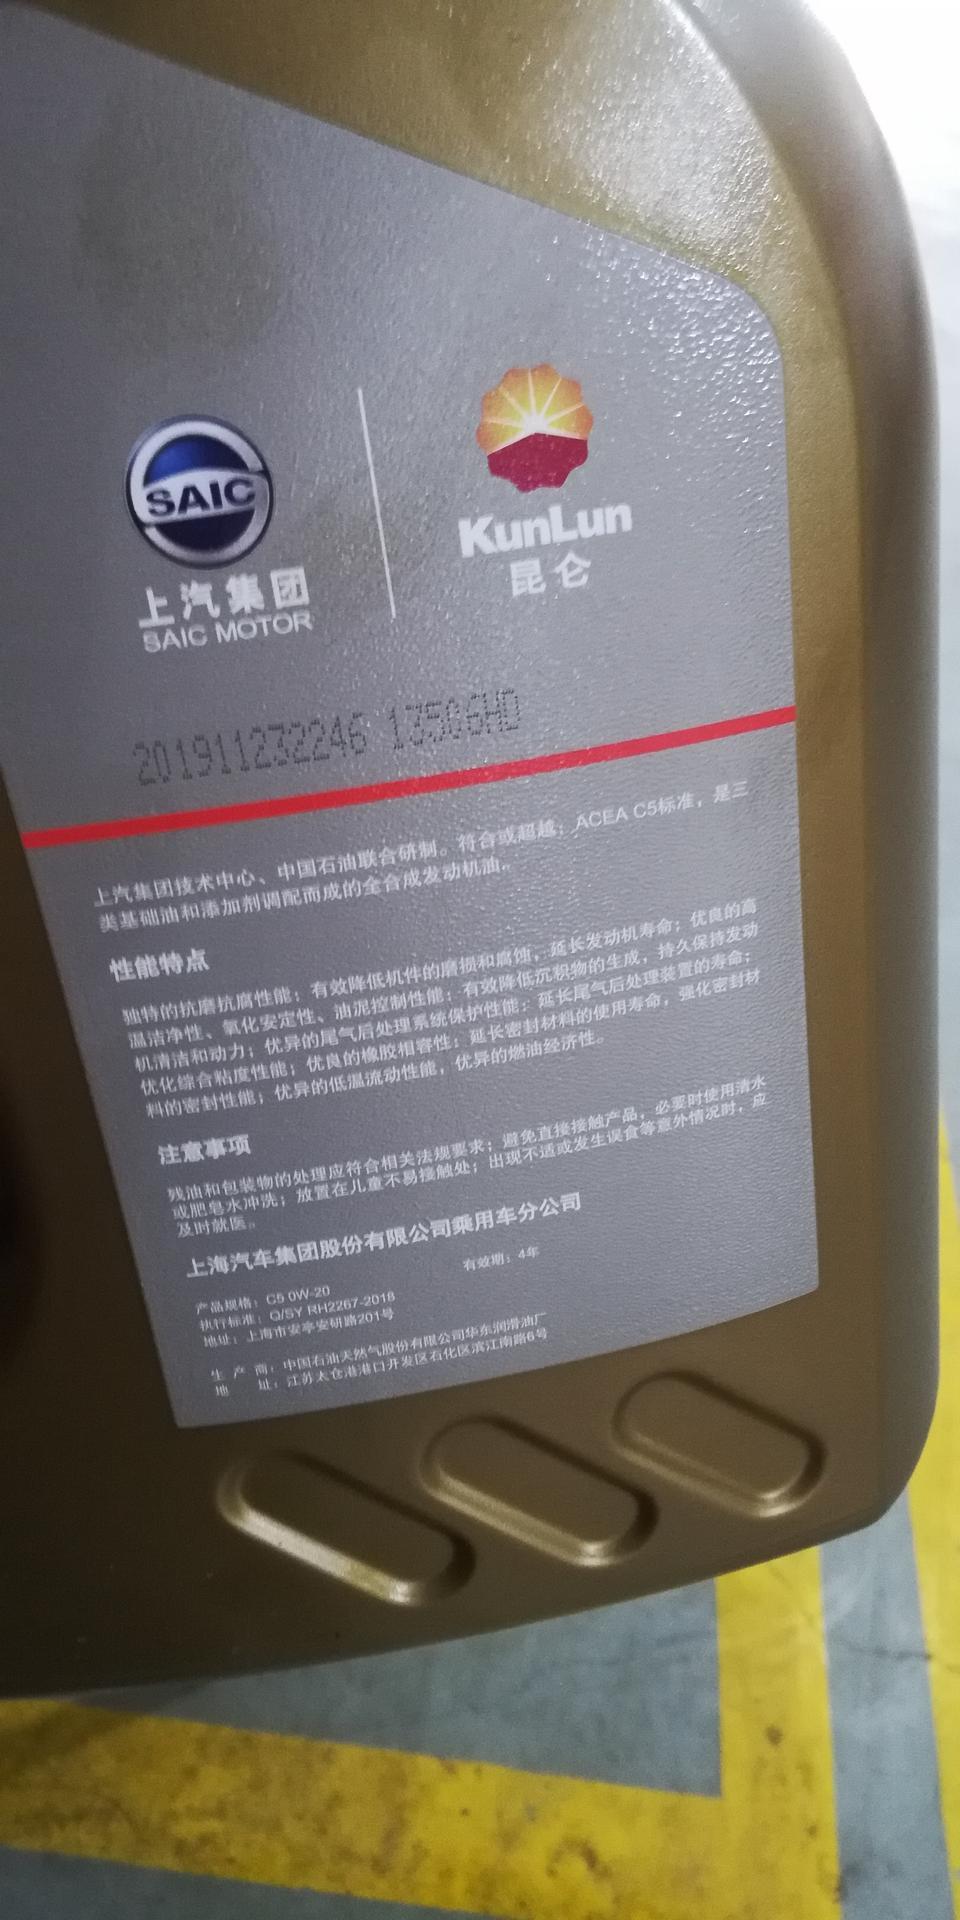 SAIC
上汽集团
SAIC MOTOR
KunLun
昆仑
201911232246 13506HD
上汽集团技术中心、中国石油联合研制。符合或超越：ACEA C5标准，是三
类基础油和添加剂调配而成的全合成发动机油。
性能特点
独特的抗磨抗腐性能；有效降低机件的磨损和腐蚀，延长发动机寿命；优良的高
温洁净性、氧化安定性、油泥控制性能；有效降低沉积物的生成，持久保持发动
机清洁和动力；优异的尾气后处理系统保护性能；延长尾气后处理装置的寿命；
优化综合粘度性能；优良的橡胶相容性；延长密封材料的使用寿命，强化密封材
料的密封性能；优异的低温流动性能，优异的燃油经济性。
注意事项
残油和包装物的处理应符合相关法规要求；避免直接接触产品，必要时使用清水
或肥皂水冲洗；放置在儿童不易接触处；出现不适或发生误食等意外情况时，应
及时就医。
上海汽车集团股份有限公司乘用车分公司
产品规格：C5 0W-20 有效期：4年
执行标准：Q/SY RH2267-2018
地址：上海市安亭安研路201号
生 产 商：中国石油天然气股份有限公司华东润滑油厂
地 址：江苏太仓港港口开发区石化区滨江南路6号